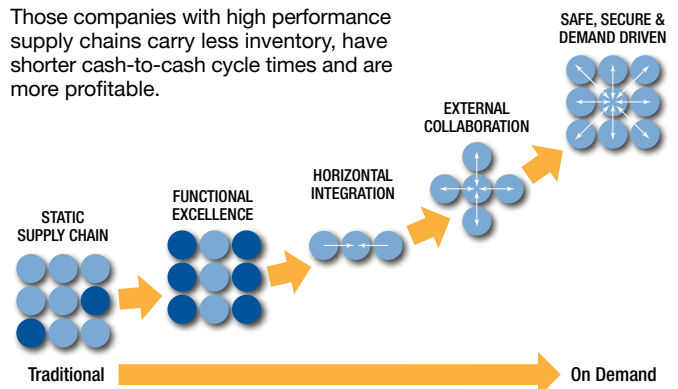 Those companies with high performance
supply chains carry less inventory, have
shorter cash-to-cash cycle times and are
more profitable.
SAFE, SECURE &
DEMAND DRIVEN
EXTERNAL
COLLABORATION
HORIZONTAL
INTEGRATION
FUNCTIONAL
EXCELLENCE
STATIC
SUPPLY CHAIN
Traditional
On Demand